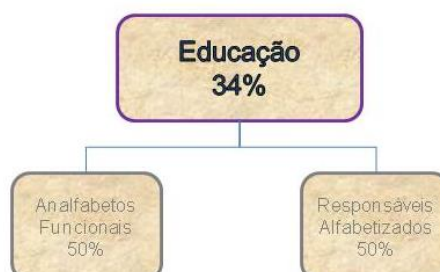 Educação
34%
Analfabetos
Funcionais
50%
Responsáveis
Alfabetizados
50%